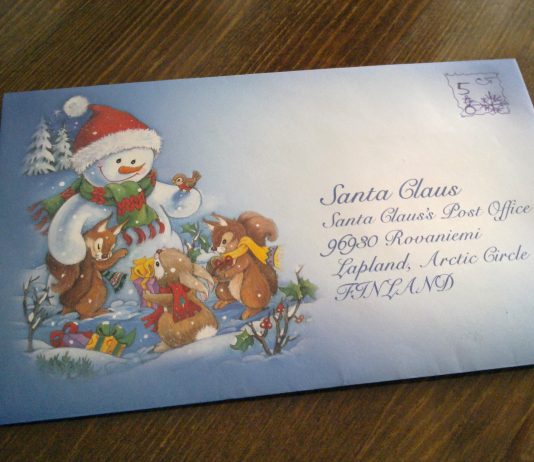 Santa Claus
Santa Claus's Post Office
96930 Rovaniemi
Lapland, Arctic Circle
FINLAND